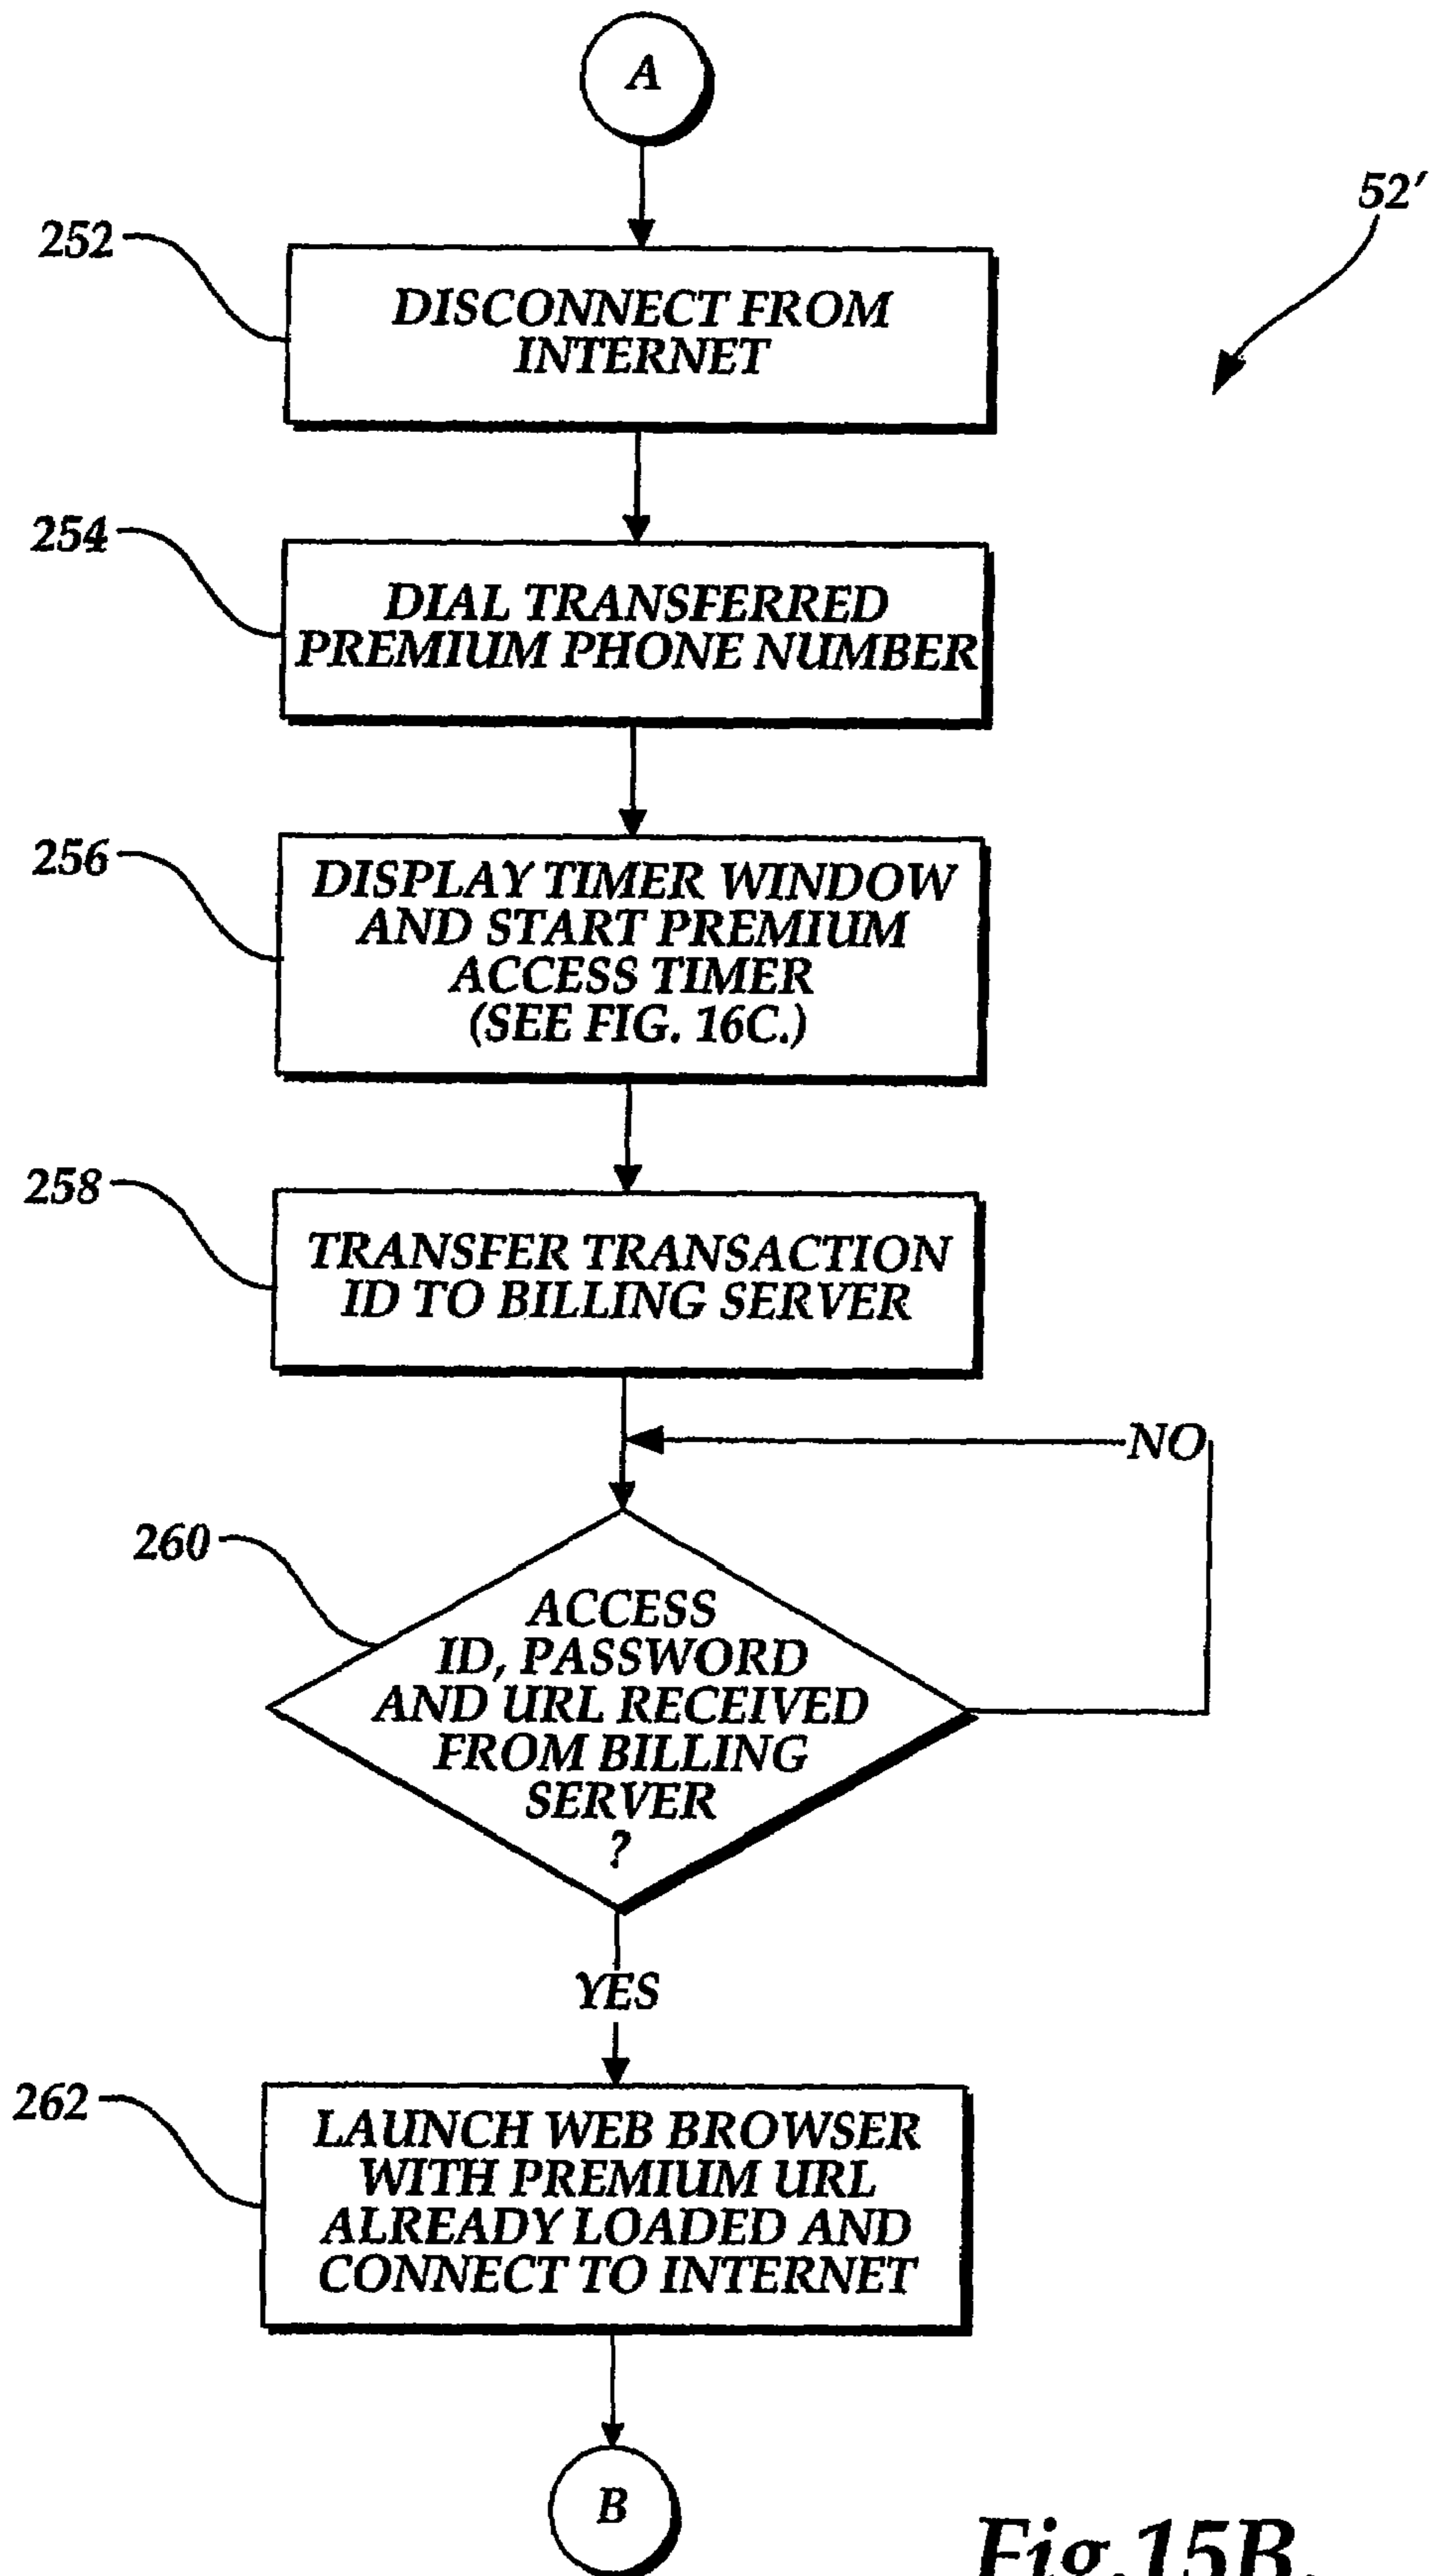 A
52'
252
DISCONNECT FROM
INTERNET
254
DIAL TRANSFERRED
PREMIUM PHONE NUMBER
256
DISPLAY TIMER WINDOW
AND START PREMIUM
ACCESS TIMER
(SEE FIG. 16C.)
258
TRANSFER TRANSACTION
ID TO BILLING SERVER
NO
260
ACCESS
ID, PASSWORD
AND URL RECEIVED
FROM BILLING
SERVER
?
YES
262
LAUNCH WEB BROWSER
WITH PREMIUM URL
ALREADY LOADED AND
CONNECT TO INTERNET
B
Fig.15B.